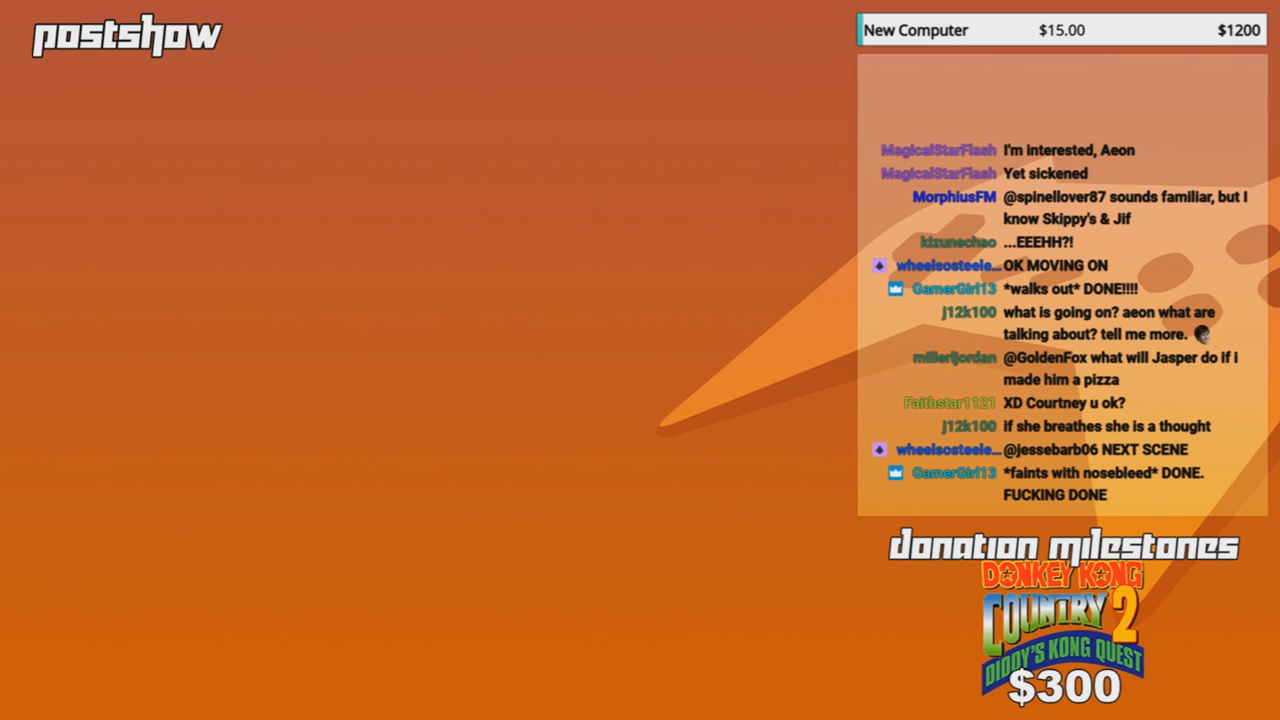 postshow
New Computer $15.00 $1200
MagicalStarFlash I'm interested, Aeon
MagicalStarFlash Yet sickened
MorphiusFM @spinellover87 sounds familiar, but I
know Skippy's & Jif
kizunechao ...EEEHH?!
wheelsosteele... OK MOVING ON
GamerGirl13 *walks out* DONE!!!!
j12k100 what is going on? aeon what are
talking about? tell me more.
millerljordan @GoldenFox what will Jasper do if i
made him a pizza
Faithstar1121 XD Courtney u ok?
j12k100 if she breathes she is a thought
wheelsosteele... @jessebarb06 NEXT SCENE
GamerGirl13 *faints with nosebleed* DONE.
FUCKING DONE
donation milestones
DONKEY KONG
COUNTRY 2
DIDDY'S KONG QUEST
$300